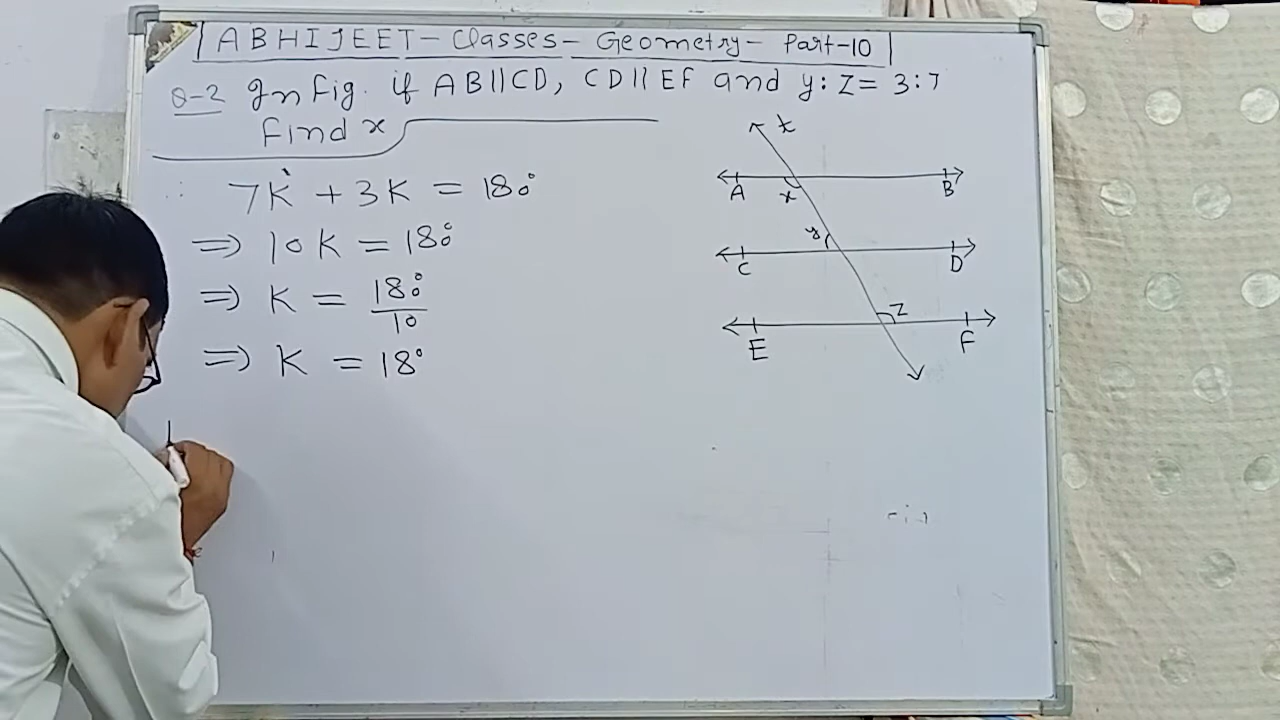 ABHIJEET-Classes-Geometry-Part-10
Q-2 In Fig. if AB||CD, CD||EF and y:z=3:7
Find x
∴ 7K + 3K = 180°
⇒ 10K = 180°
⇒ K = 180°/10
⇒ K = 18°
t
A
B
x
y
C
D
z
E
F